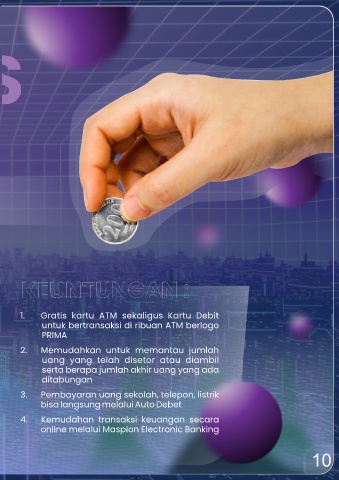 S
200
KEUNTUNGAN :
1. Gratis kartu ATM sekaligus Kartu Debit
untuk bertransaksi di ribuan ATM berlogo
PRIMA
2. Memudahkan untuk memantau jumlah
uang yang telah disetor atau diambil
serta berapa jumlah akhir uang yang ada
ditabungan
3. Pembayaran uang sekolah, telepon, listrik
bisa langsung melalui Auto Debet
4. Kemudahan transaksi keuangan secara
online melalui Maspion Electronic Banking
10